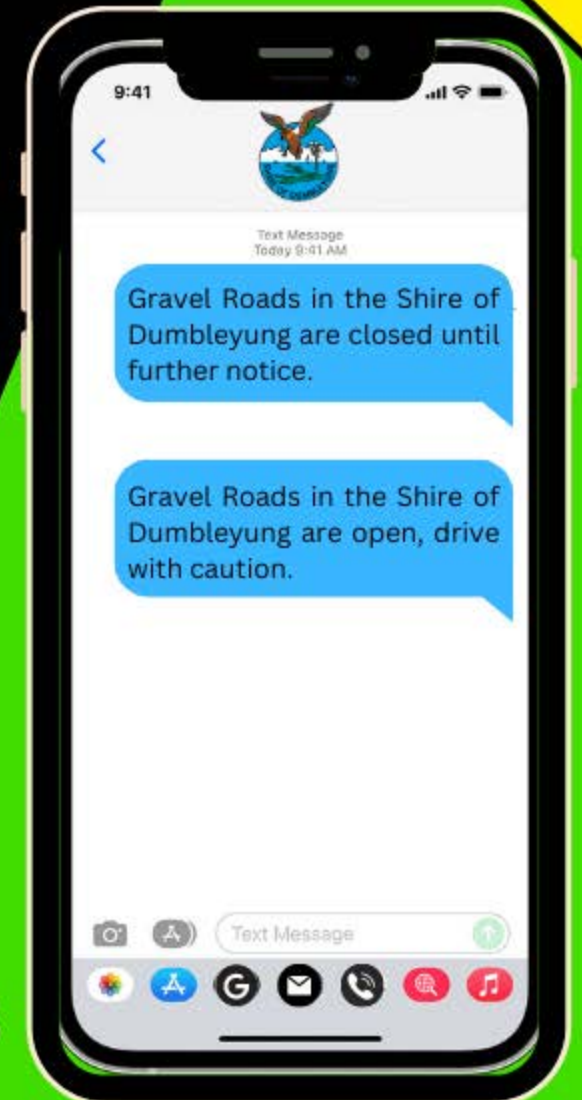 9:41
Text Message
Today 9:41 AM
Gravel Roads in the Shire of
Dumbleyung are closed until
further notice.
Gravel Roads in the Shire of
Dumbleyung are open, drive
with caution.
Text Message